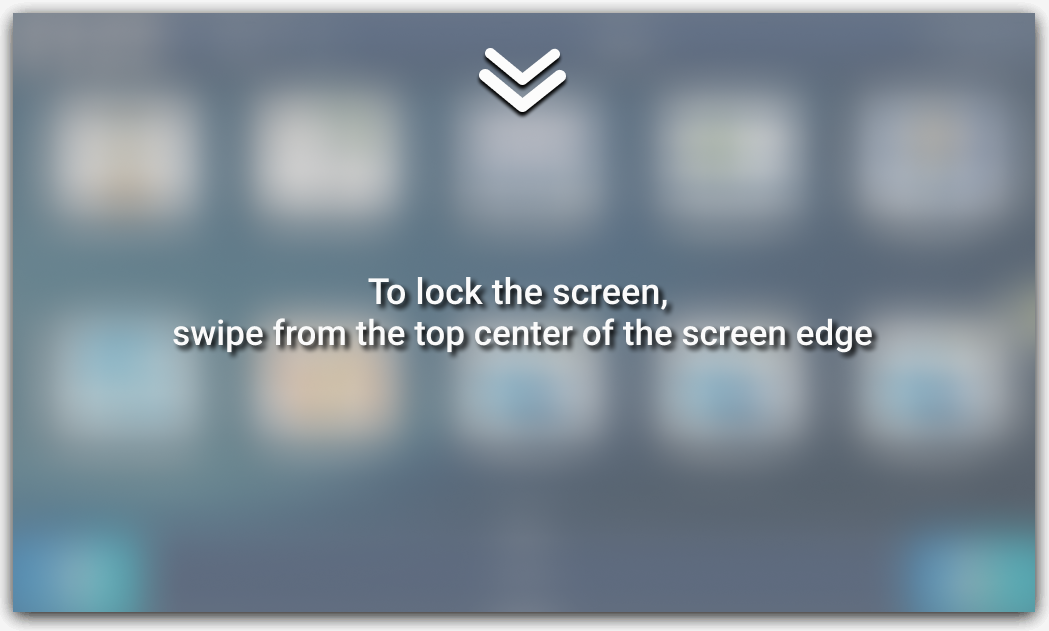 To lock the screen,
swipe from the top center of the screen edge